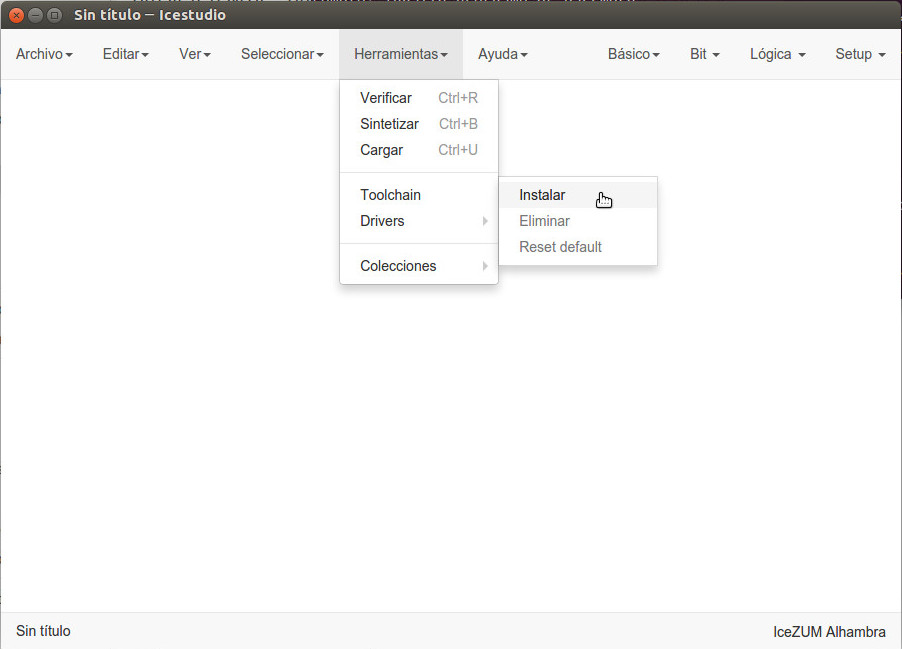 Sin título — Icestudio
Archivo Editar Ver Seleccionar Herramientas Ayuda Básico Bit Lógica Setup
Verificar Ctrl+R
Sintetizar Ctrl+B
Cargar Ctrl+U
Toolchain
Drivers
Colecciones
Instalar
Eliminar
Reset default
Sin título IceZUM Alhambra